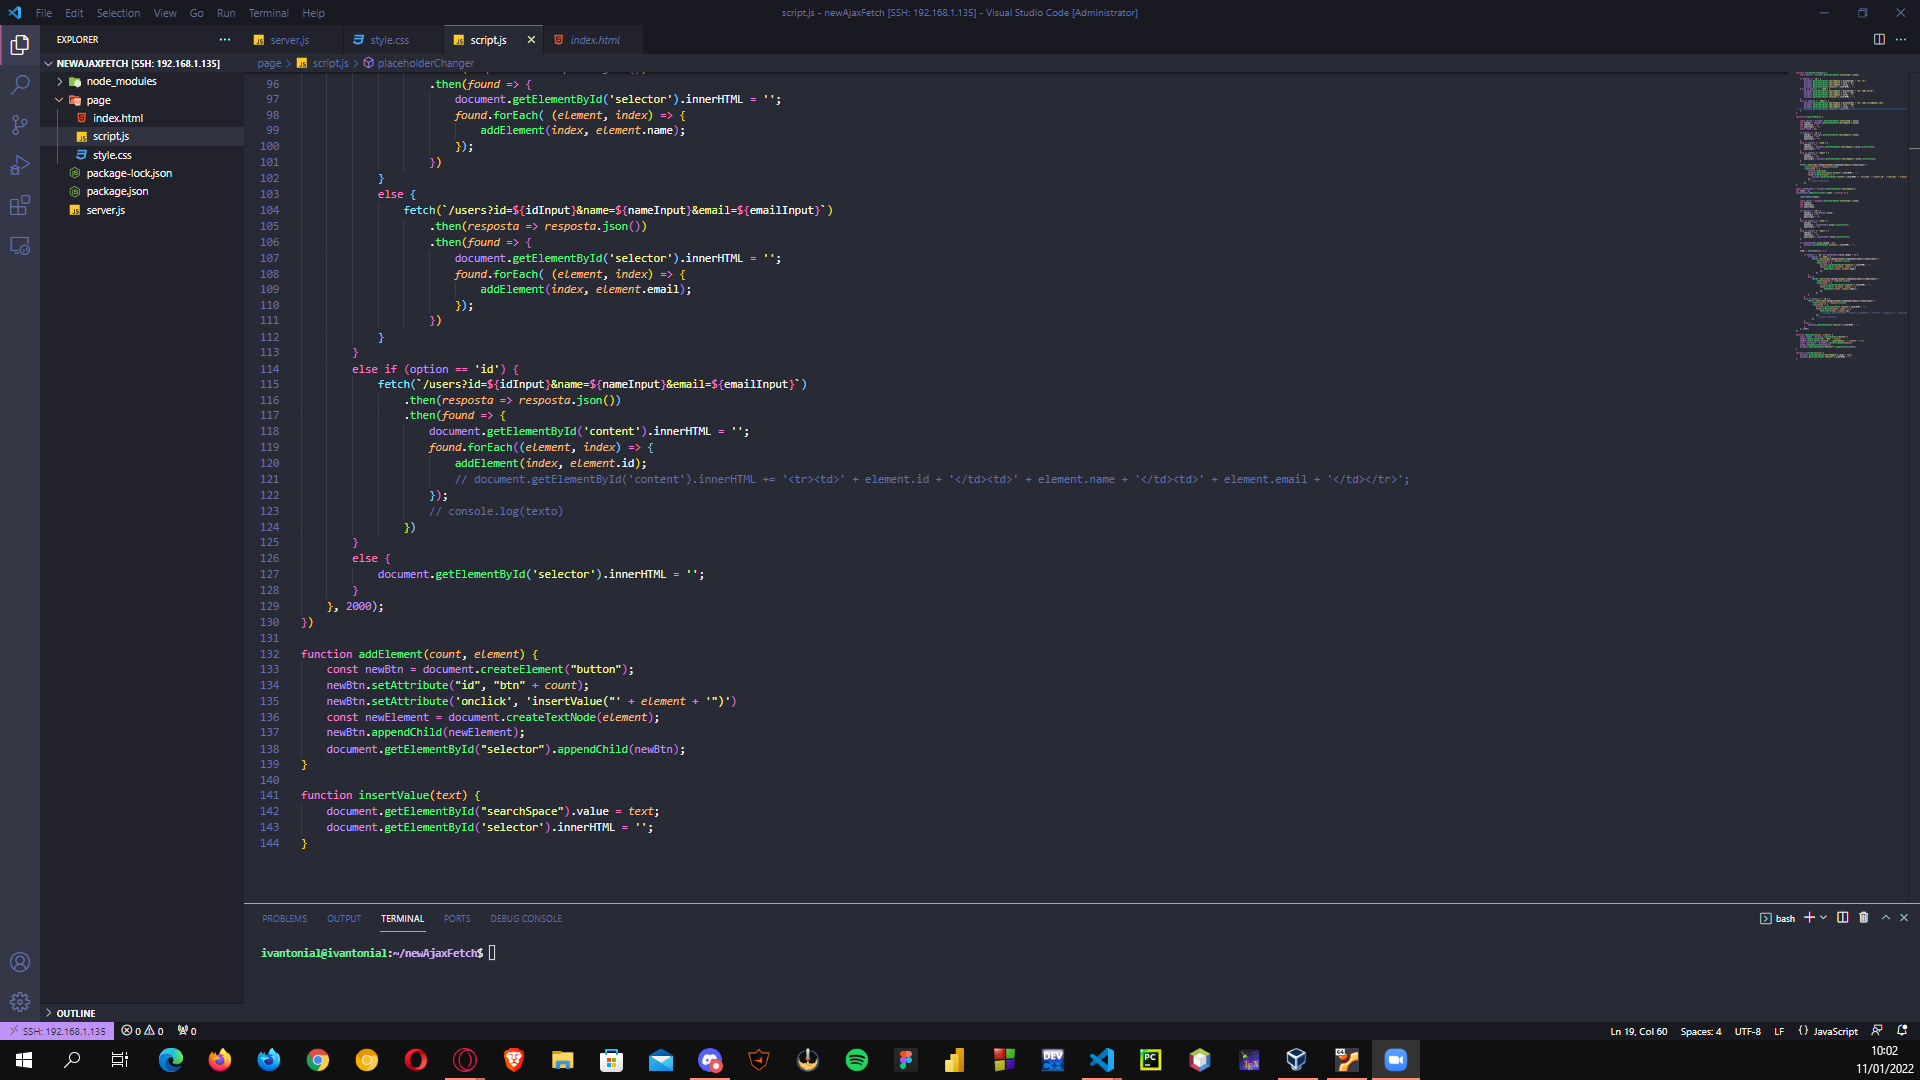 File Edit Selection View Go Run Terminal Help
script.js - newAjaxFetch [SSH: 192.168.1.135] - Visual Studio Code [Administrator]
EXPLORER
server.js
style.css
script.js
index.html
NEWAJAXFETCH [SSH: 192.168.1.135]
node_modules
page
index.html
script.js
style.css
package-lock.json
package.json
server.js
page > script.js > placeholderChanger
96 .then(found => {
97 document.getElementById('selector').innerHTML = '';
98 found.forEach( (element, index) => {
99 addElement(index, element.name);
100 });
101 })
102 }
103 else {
104 fetch(`/users?id=${idInput}&name=${nameInput}&email=${emailInput}`)
105 .then(resposta => resposta.json())
106 .then(found => {
107 document.getElementById('selector').innerHTML = '';
108 found.forEach( (element, index) => {
109 addElement(index, element.email);
110 });
111 })
112 }
113 }
114 else if (option == 'id') {
115 fetch(`/users?id=${idInput}&name=${nameInput}&email=${emailInput}`)
116 .then(resposta => resposta.json())
117 .then(found => {
118 document.getElementById('content').innerHTML = '';
119 found.forEach((element, index) => {
120 addElement(index, element.id);
121 // document.getElementById('content').innerHTML += '<tr><td>' + element.id + '</td><td>' + element.name + '</td><td>' + element.email + '</td></tr>';
122 });
123 // console.log(texto)
124 })
125 }
126 else {
127 document.getElementById('selector').innerHTML = '';
128 }
129 }, 2000);
130 })
131
132 function addElement(count, element) {
133 const newBtn = document.createElement("button");
134 newBtn.setAttribute("id", "btn" + count);
135 newBtn.setAttribute('onclick', 'insertValue("' + element + '")')
136 const newElement = document.createTextNode(element);
137 newBtn.appendChild(newElement);
138 document.getElementById("selector").appendChild(newBtn);
139 }
140
141 function insertValue(text) {
142 document.getElementById("searchSpace").value = text;
143 document.getElementById('selector').innerHTML = '';
144 }
PROBLEMS OUTPUT TERMINAL PORTS DEBUG CONSOLE
bash
ivantonial@ivantonial:~/newAjaxFetch$
OUTLINE
SSH: 192.168.1.135 0 0 0
Ln 19, Col 60 Spaces: 4 UTF-8 LF JavaScript
10:02
11/01/2022